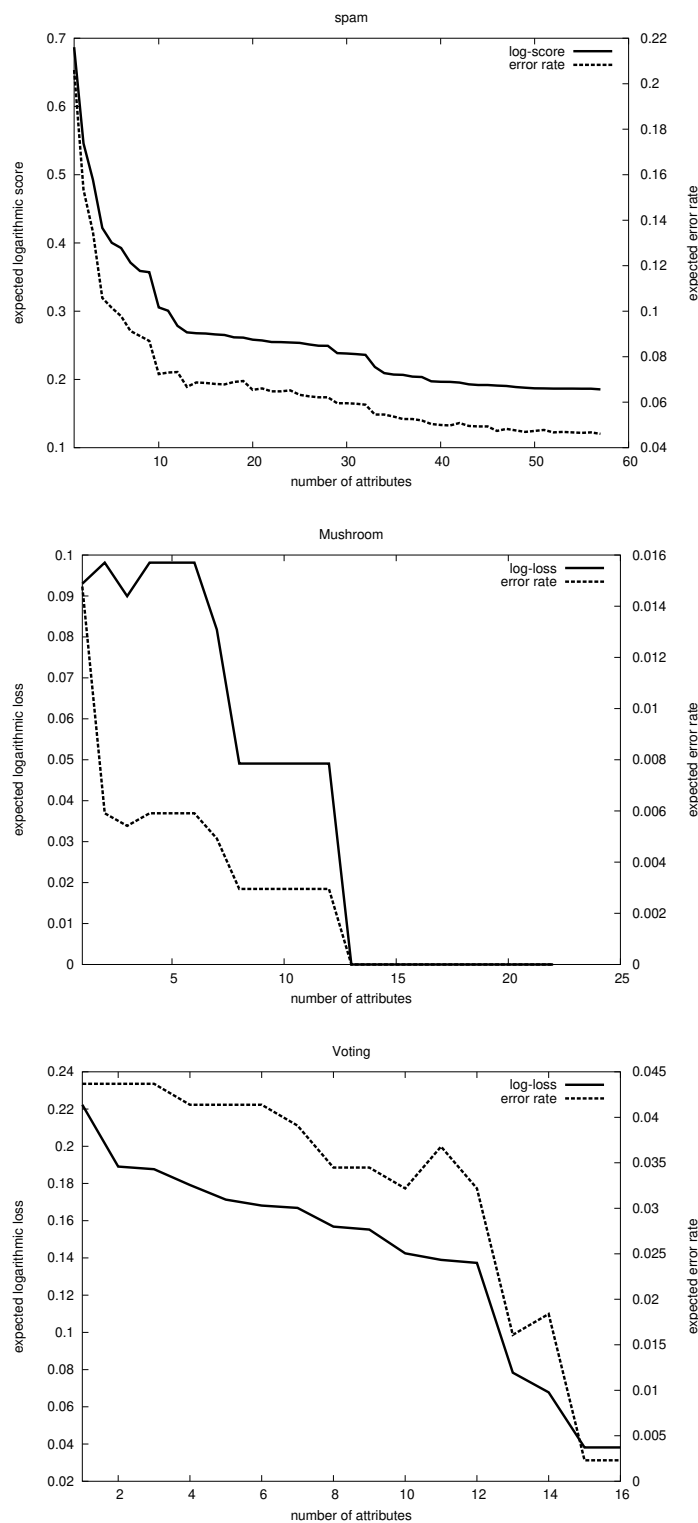 spam
0.7
0.6
0.5
0.4
0.3
0.2
0.1
0.22
0.2
0.18
0.16
0.14
0.12
0.1
0.08
0.06
0.04
10 20 30 40 50 60
expected logarithmic score
expected error rate
number of attributes
log-score
error rate
Mushroom
0.1
0.09
0.08
0.07
0.06
0.05
0.04
0.03
0.02
0.01
0
0.016
0.014
0.012
0.01
0.008
0.006
0.004
0.002
0
5 10 15 20 25
expected logarithmic loss
expected error rate
number of attributes
log-loss
error rate
Voting
0.24
0.22
0.2
0.18
0.16
0.14
0.12
0.1
0.08
0.06
0.04
0.02
0.045
0.04
0.035
0.03
0.025
0.02
0.015
0.01
0.005
0
2 4 6 8 10 12 14 16
expected logarithmic loss
expected error rate
number of attributes
log-loss
error rate